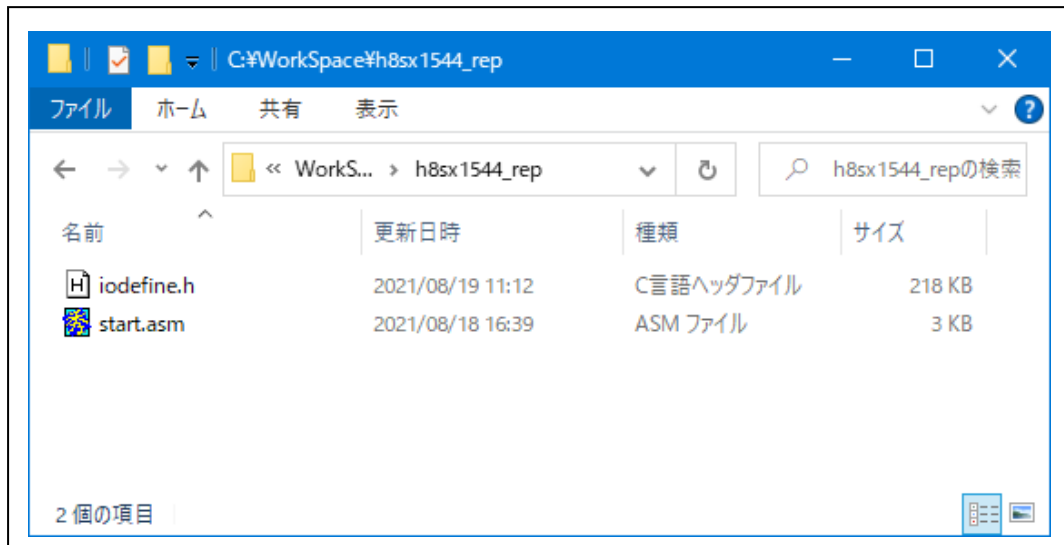 C:¥WorkSpace¥h8sx1544_rep
ファイル ホーム 共有 表示
« WorkS... › h8sx1544_rep h8sx1544_repの検索
名前 更新日時 種類 サイズ
iodefine.h 2021/08/19 11:12 C言語ヘッダファイル 218 KB
start.asm 2021/08/18 16:39 ASM ファイル 3 KB
2 個の項目